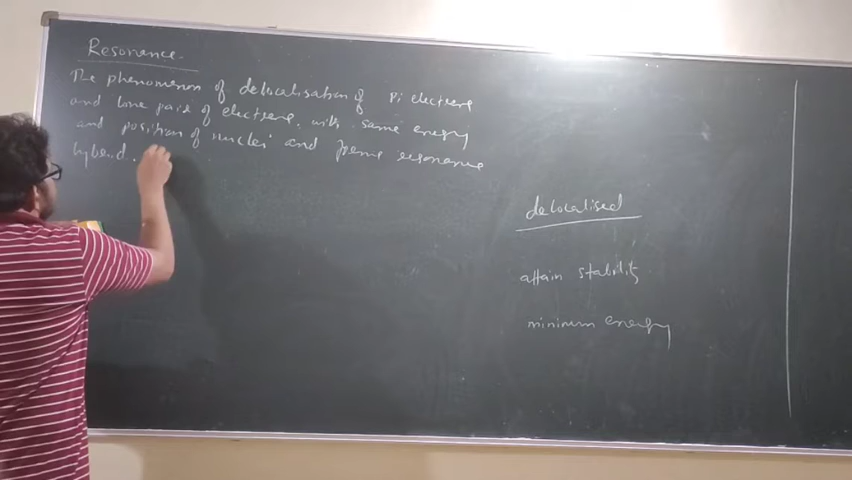 Resonance.
The phenomenon of delocalisation of Pi electrons
and lone pair of electrons. with same energy
and position of nuclei and forms resonance
hybrid.
delocalised
attain stability
minimum energy